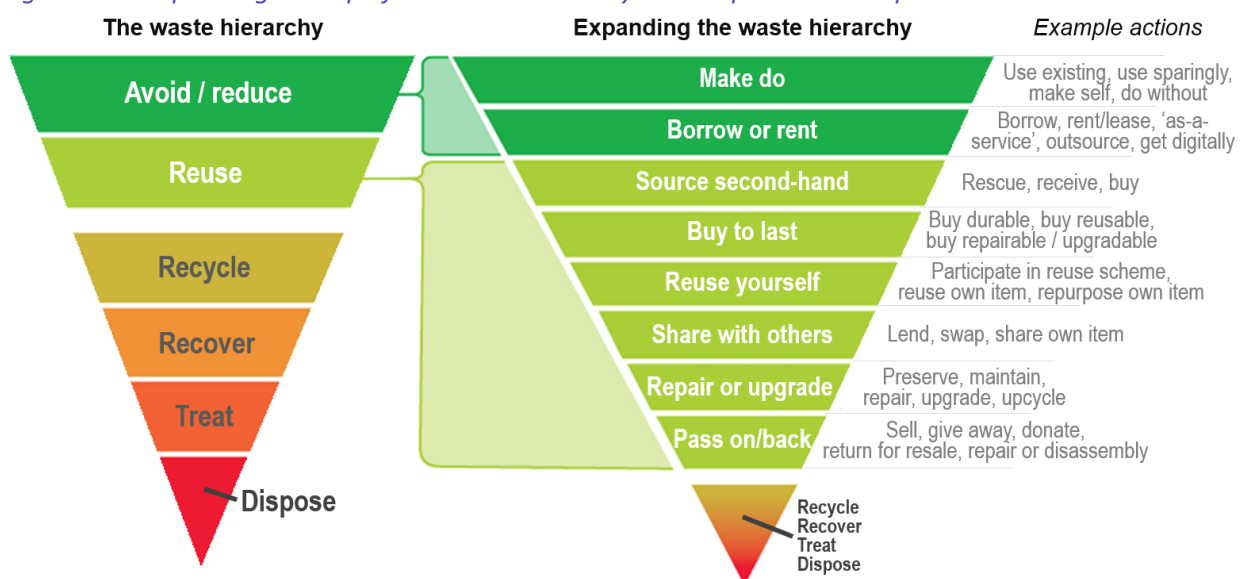 The waste hierarchy
Expanding the waste hierarchy
Example actions
Avoid / reduce
Reuse
Recycle
Recover
Treat
Dispose
Make do
Use existing, use sparingly,
make self, do without
Borrow or rent
Borrow, rent/lease, ‘as-a-
service’, outsource, get digitally
Source second-hand
Rescue, receive, buy
Buy to last
Buy durable, buy reusable,
buy repairable / upgradable
Reuse yourself
Participate in reuse scheme,
reuse own item, repurpose own item
Share with others
Lend, swap, share own item
Repair or upgrade
Preserve, maintain,
repair, upgrade, upcycle
Pass on/back
Sell, give away, donate,
return for resale, repair or disassembly
Recycle
Recover
Treat
Dispose